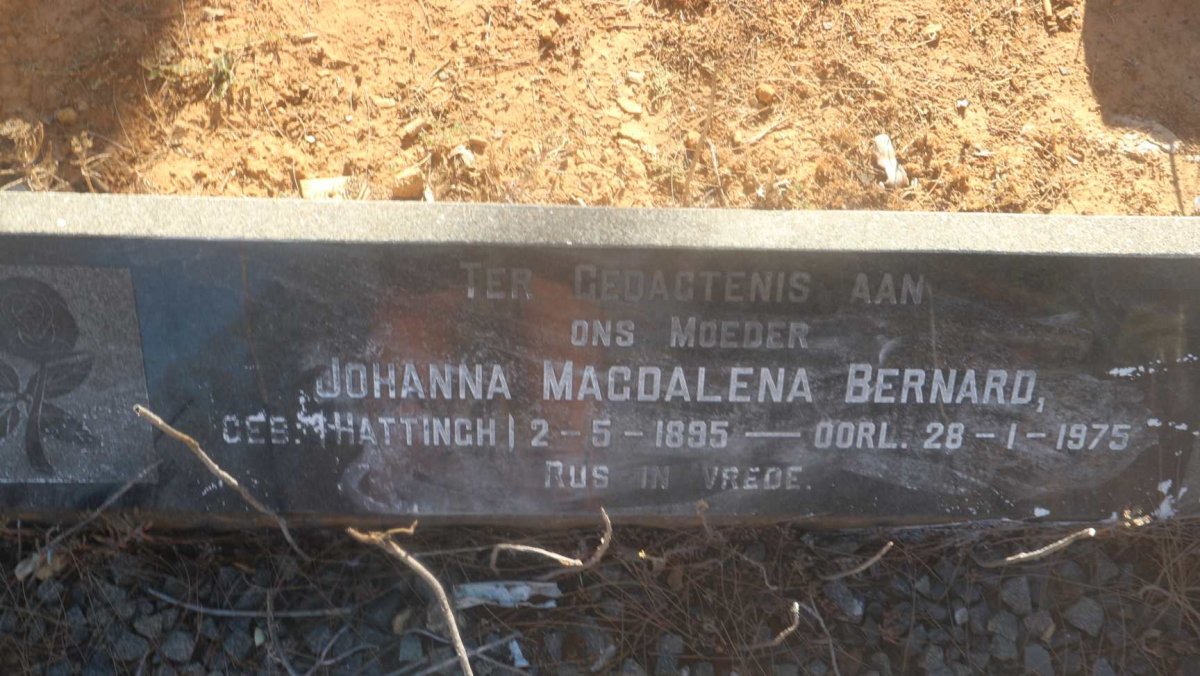 TER GEDAGTENIS AAN
ONS MOEDER
JOHANNA MAGDALENA BERNARD,
GEB. (HATTINGH) 2-5-1895 — OORL. 28-1-1975
RUS IN VREDE.